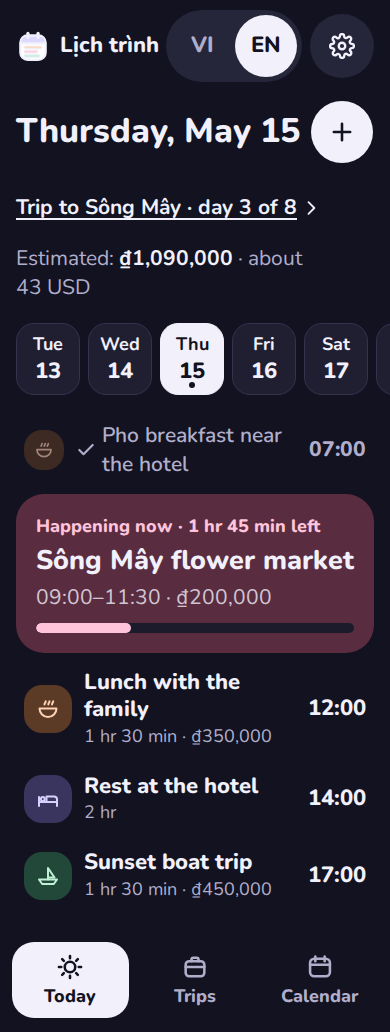 Lịch trình
VI
EN
Thursday, May 15
Trip to Sông Mây · day 3 of 8
Estimated: ₫1,090,000 · about
43 USD
Tue
13
Wed
14
Thu
15
Fri
16
Sat
17
Pho breakfast near
the hotel
07:00
Happening now · 1 hr 45 min left
Sông Mây flower market
09:00–11:30 · ₫200,000
Lunch with the
family
1 hr 30 min · ₫350,000
12:00
Rest at the hotel
2 hr
14:00
Sunset boat trip
1 hr 30 min · ₫450,000
17:00
Today
Trips
Calendar